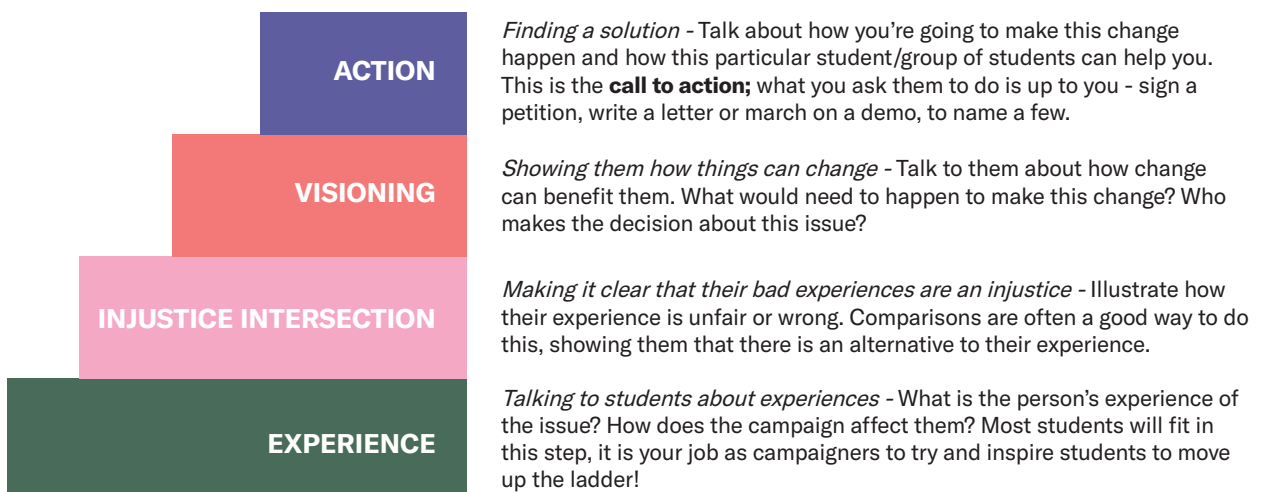 ACTION
Finding a solution - Talk about how you're going to make this change
happen and how this particular student/group of students can help you.
This is the call to action; what you ask them to do is up to you - sign a
petition, write a letter or march on a demo, to name a few.
VISIONING
Showing them how things can change - Talk to them about how change
can benefit them. What would need to happen to make this change? Who
makes the decision about this issue?
INJUSTICE INTERSECTION
Making it clear that their bad experiences are an injustice - Illustrate how
their experience is unfair or wrong. Comparisons are often a good way to do
this, showing them that there is an alternative to their experience.
EXPERIENCE
Talking to students about experiences - What is the person's experience of
the issue? How does the campaign affect them? Most students will fit in
this step, it is your job as campaigners to try and inspire students to move
up the ladder!